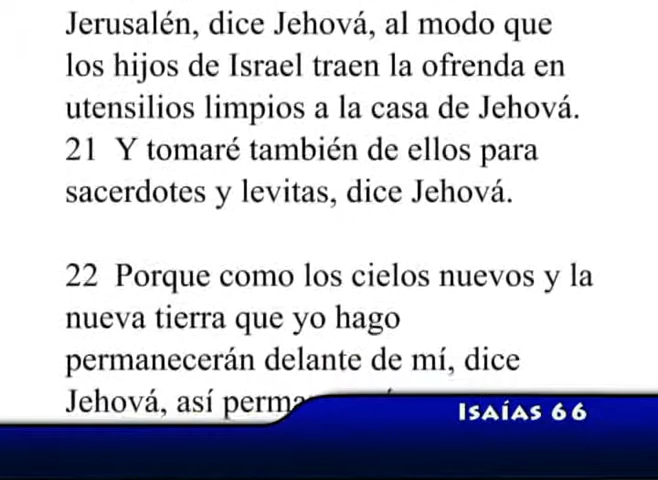 Jerusalén, dice Jehová, al modo que
los hijos de Israel traen la ofrenda en
utensilios limpios a la casa de Jehová.
21 Y tomaré también de ellos para
sacerdotes y levitas, dice Jehová.
22 Porque como los cielos nuevos y la
nueva tierra que yo hago
permanecerán delante de mí, dice
Jehová, así
Isaías 66